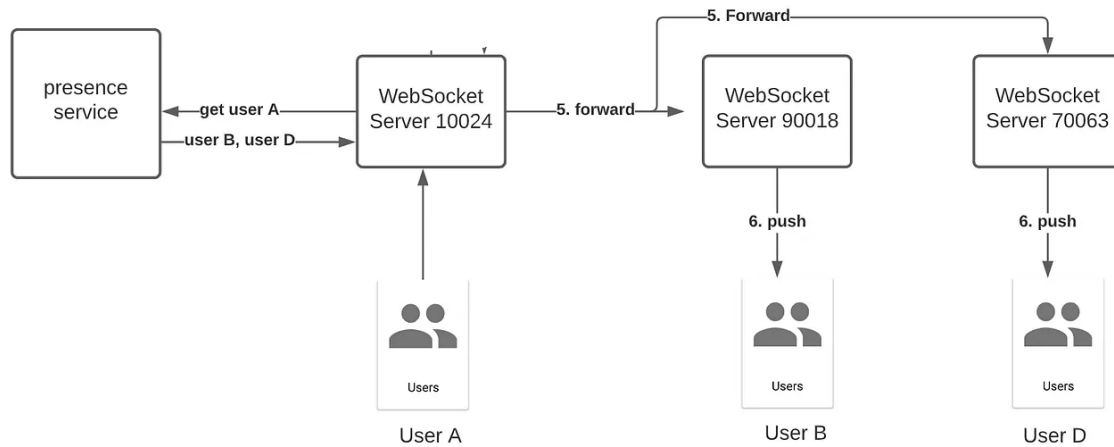 5. Forward
presence
service
get user A
user B, user D
WebSocket
Server 10024
5. forward
WebSocket
Server 90018
WebSocket
Server 70063
6. push
6. push
Users
Users
Users
User A
User B
User D